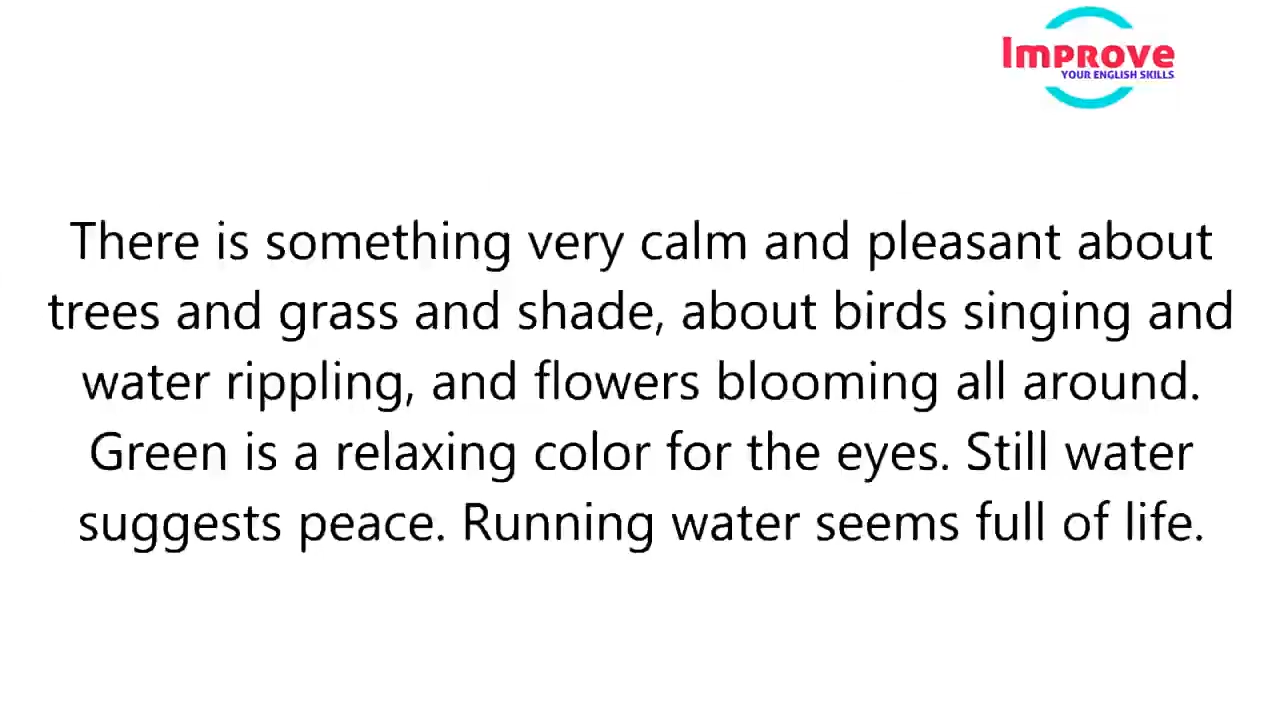 Improve
YOUR ENGLISH SKILLS
There is something very calm and pleasant about
trees and grass and shade, about birds singing and
water rippling, and flowers blooming all around.
Green is a relaxing color for the eyes. Still water
suggests peace. Running water seems full of life.